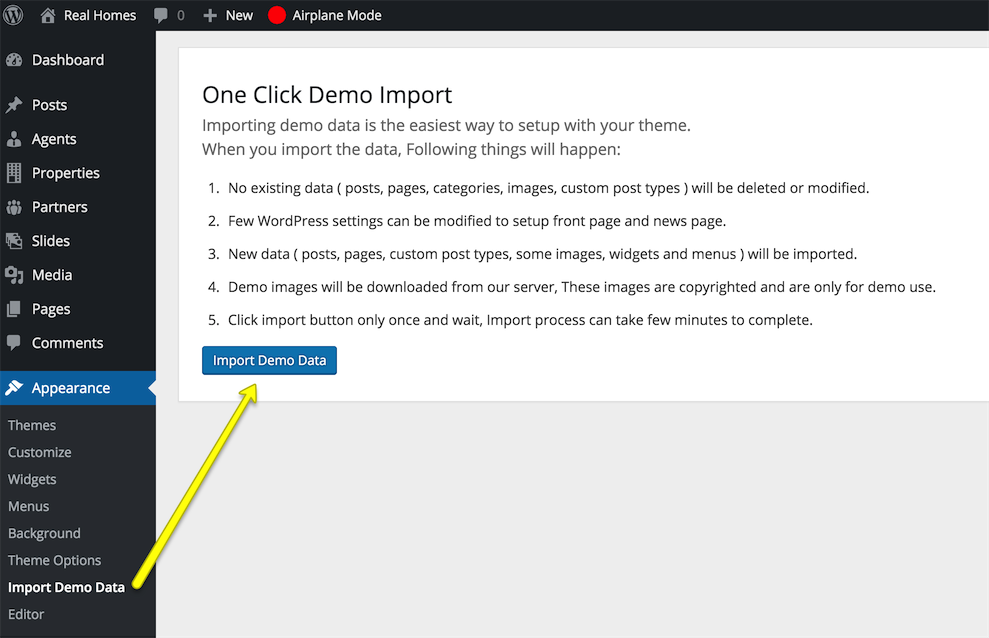 Real Homes 0 New Airplane Mode
Dashboard
Posts
Agents
Properties
Partners
Slides
Media
Pages
Comments
Appearance
Themes
Customize
Widgets
Menus
Background
Theme Options
Import Demo Data
Editor
One Click Demo Import
Importing demo data is the easiest way to setup with your theme.
When you import the data, Following things will happen:
1. No existing data ( posts, pages, categories, images, custom post types ) will be deleted or modified.
2. Few WordPress settings can be modified to setup front page and news page.
3. New data ( posts, pages, custom post types, some images, widgets and menus ) will be imported.
4. Demo images will be downloaded from our server, These images are copyrighted and are only for demo use.
5. Click import button only once and wait, Import process can take few minutes to complete.
Import Demo Data